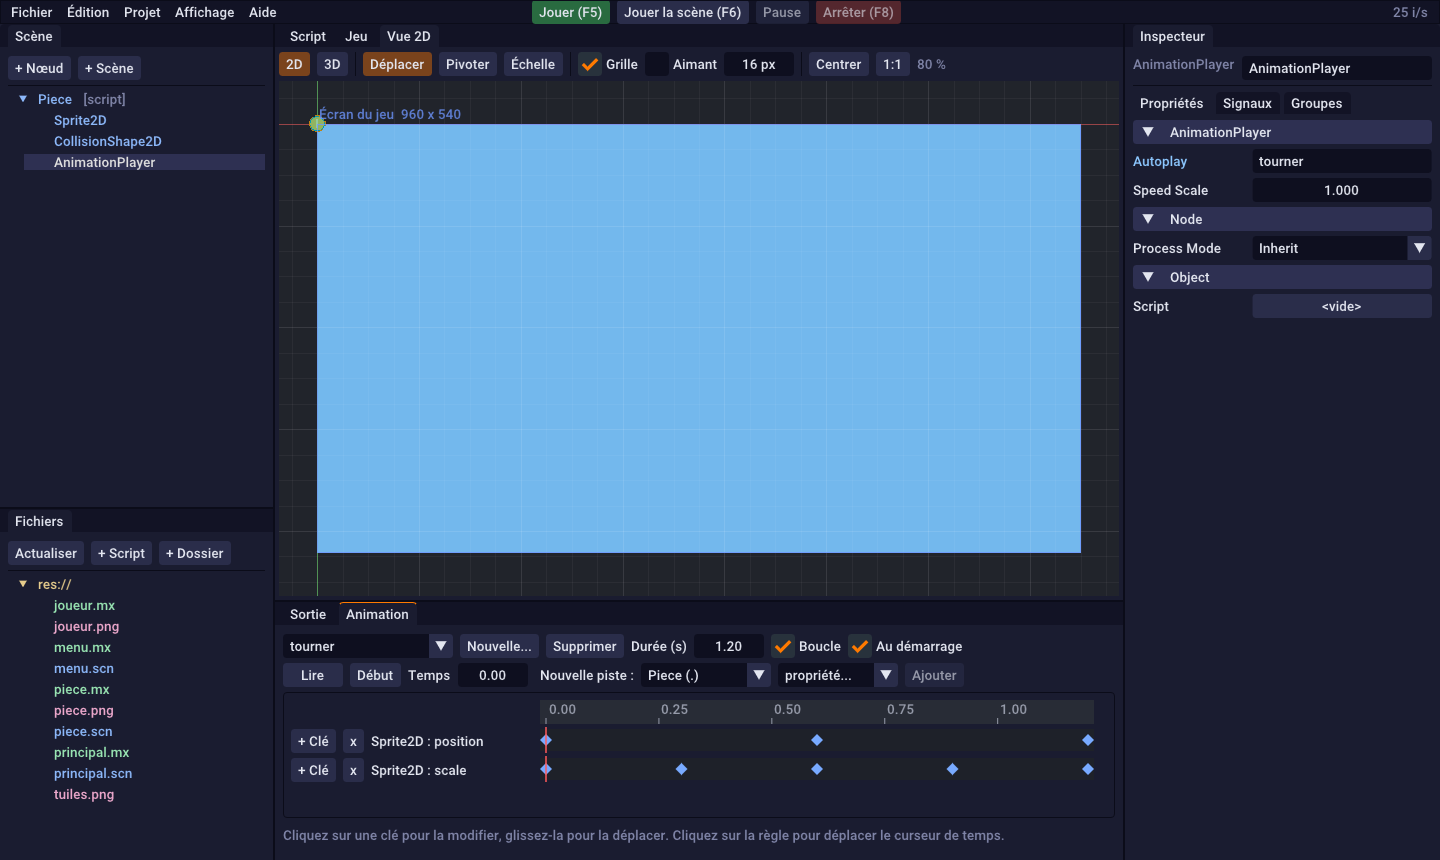 Fichier Édition Projet Affichage Aide Jouer (F5) Jouer la scène (F6) Pause Arrêter (F8) 25 i/s
Scène
+ Nœud + Scène
Piece [script]
Sprite2D
CollisionShape2D
AnimationPlayer
Fichiers
Actualiser + Script + Dossier
res://
joueur.mx
joueur.png
menu.mx
menu.scn
piece.mx
piece.png
piece.scn
principal.mx
principal.scn
tuiles.png
Script Jeu Vue 2D
2D 3D Déplacer Pivoter Échelle Grille Aimant 16 px Centrer 1:1 80 %
Écran du jeu 960 x 540
Sortie Animation
tourner Nouvelle... Supprimer Durée (s) 1.20 Boucle Au démarrage
Lire Début Temps 0.00 Nouvelle piste : Piece (.) propriété... Ajouter
0.00 0.25 0.50 0.75 1.00
+ Clé x Sprite2D : position
+ Clé x Sprite2D : scale
Cliquez sur une clé pour la modifier, glissez-la pour la déplacer. Cliquez sur la règle pour déplacer le curseur de temps.
Inspecteur
AnimationPlayer AnimationPlayer
Propriétés Signaux Groupes
AnimationPlayer
Autoplay tourner
Speed Scale 1.000
Node
Process Mode Inherit
Object
Script <vide>